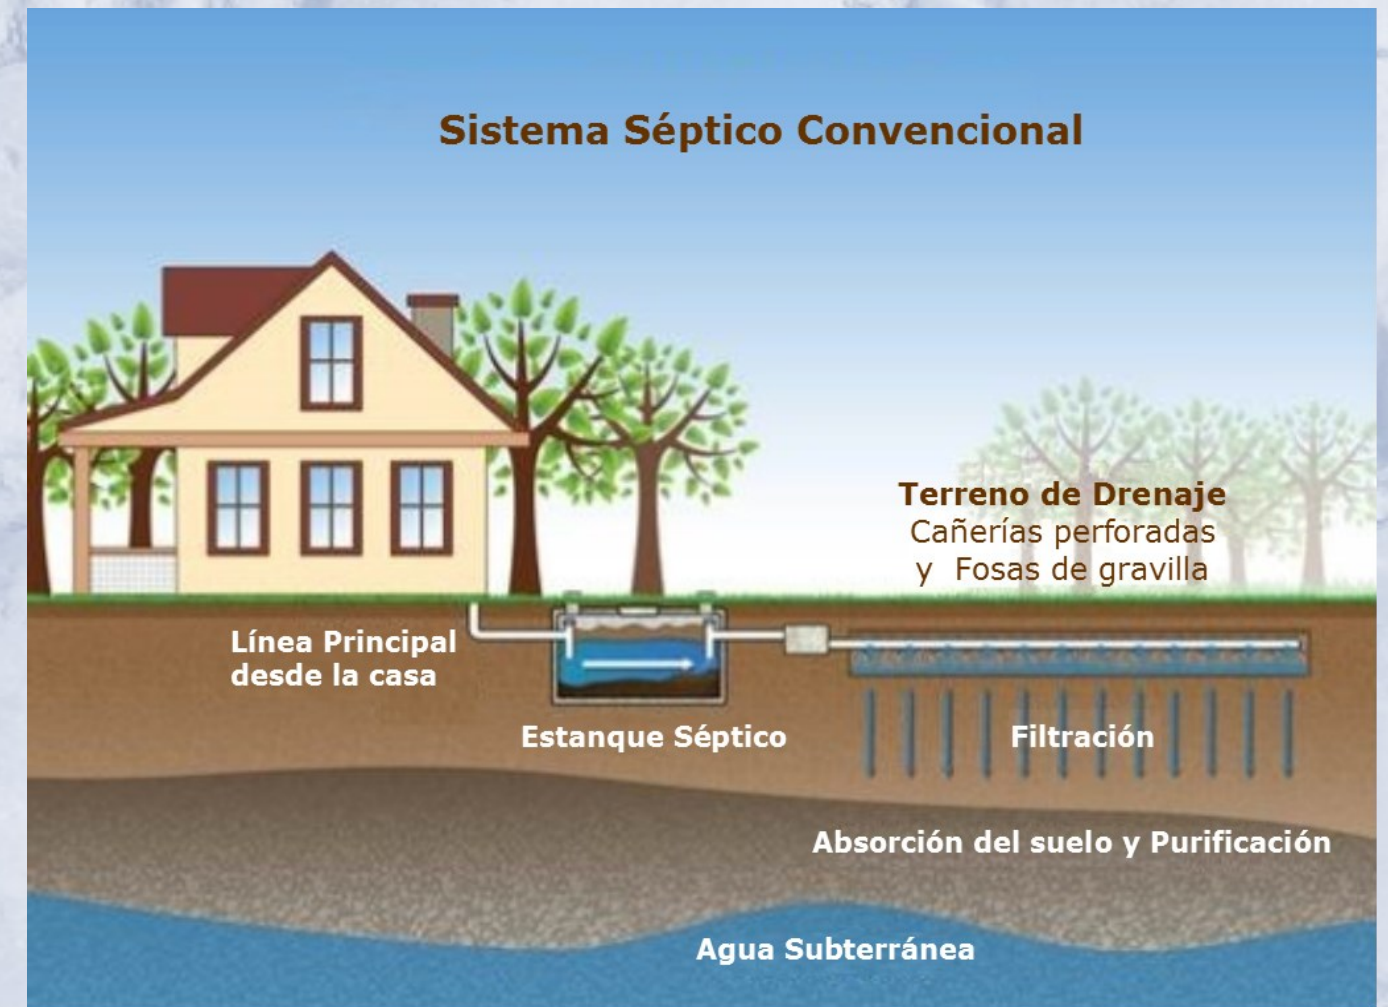 Sistema Séptico Convencional
Terreno de Drenaje
Cañerías perforadas
y Fosas de gravilla
Línea Principal
desde la casa
Estanque Séptico
Filtración
Absorción del suelo y Purificación
Agua Subterránea